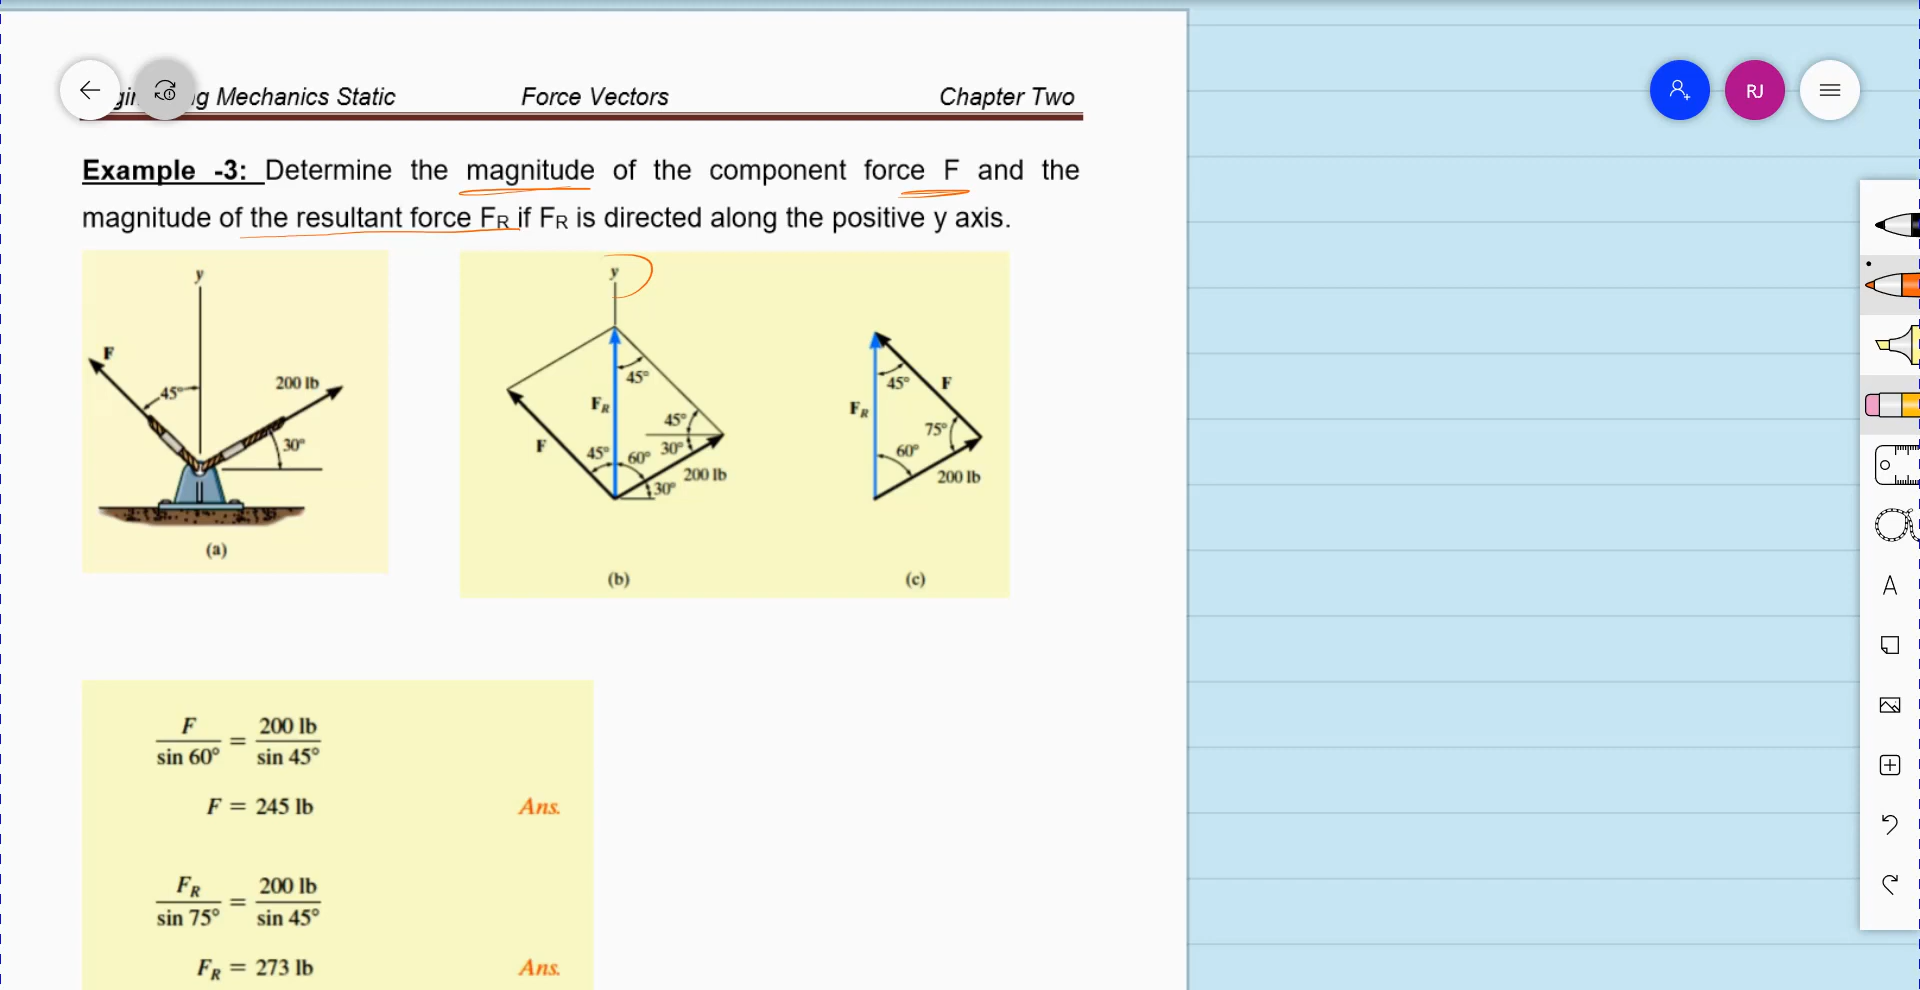 gin
g Mechanics Static
Force Vectors
Chapter Two
RJ
Example -3: Determine the magnitude of the component force F and the
magnitude of the resultant force FR if FR is directed along the positive y axis.
y
F
45°
200 lb
30°
(a)
y
45°
FR
45°
F
45°
60°
30°
200 lb
30°
(b)
45°
F
FR
75°
60°
200 lb
(c)
F / sin 60° = 200 lb / sin 45°
F = 245 lb
Ans.
FR / sin 75° = 200 lb / sin 45°
FR = 273 lb
Ans.
A